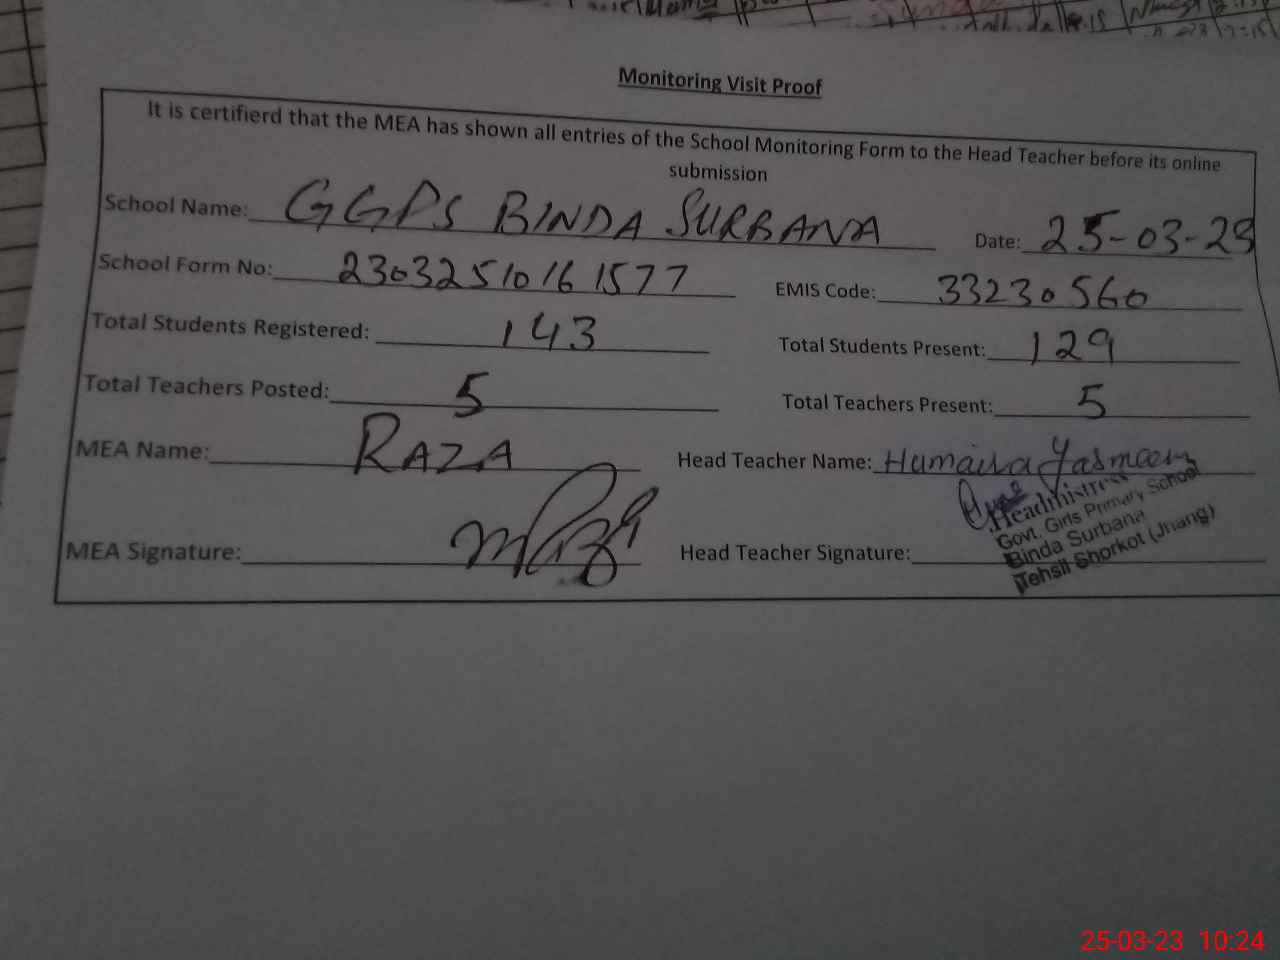 Monitoring Visit Proof
It is certifierd that the MEA has shown all entries of the School Monitoring Form to the Head Teacher before its online
submission
School Name: GGPS BINDA SURBANA Date: 25-03-23
School Form No: 23032510161577 EMIS Code: 33230560
Total Students Registered: 143 Total Students Present: 129
Total Teachers Posted: 5 Total Teachers Present: 5
MEA Name: RAZA Head Teacher Name: Humaira Yasmeen
MEA Signature: Head Teacher Signature:
Headmistress
Govt. Girls Primary School
Binda Surbana
Tehsil Shorkot (Jhang)
25-03-23 10:24